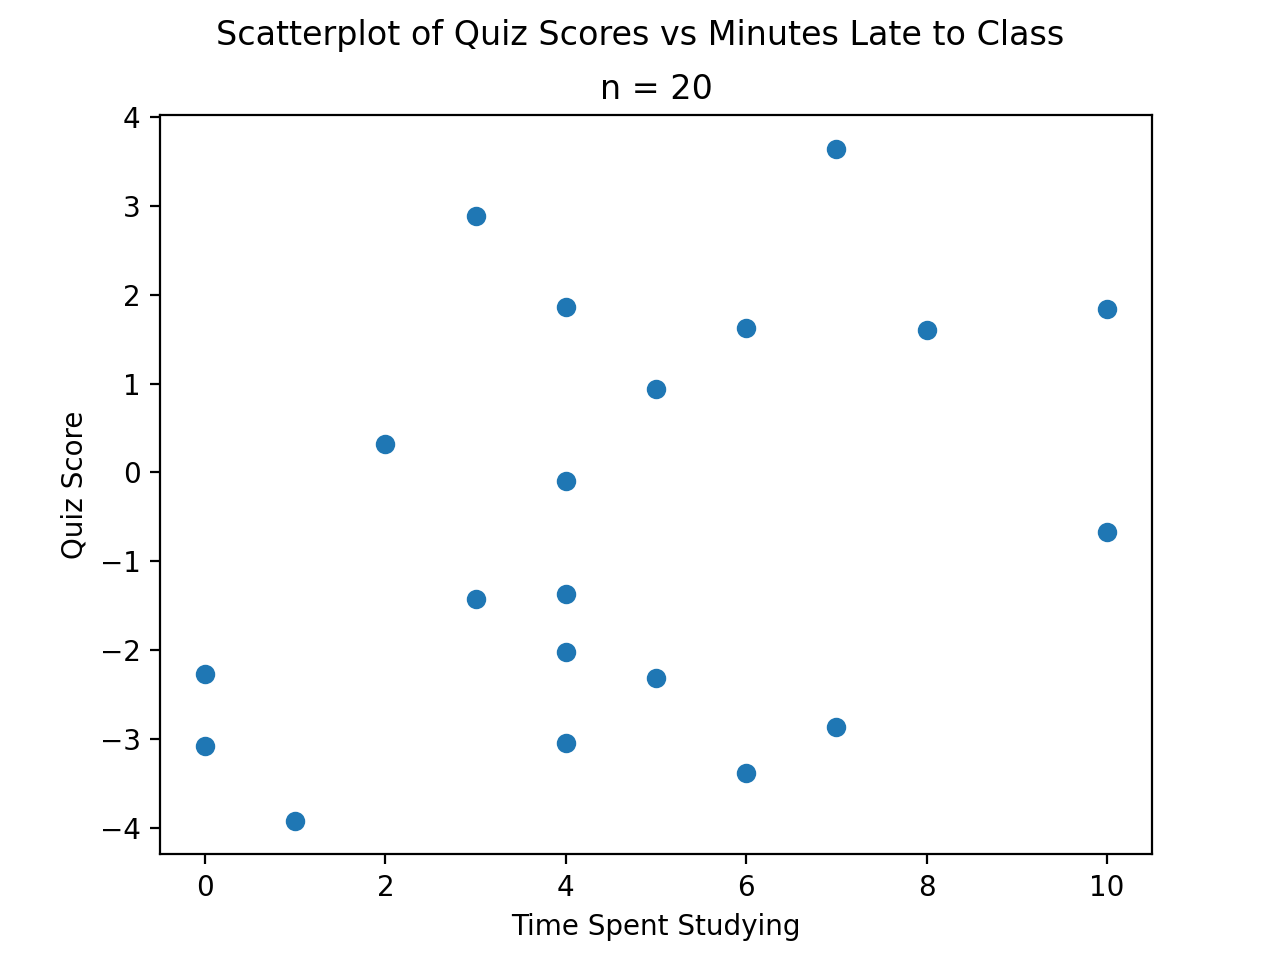 Scatterplot of Quiz Scores vs Minutes Late to Class
n = 20
4
3
2
1
0
−1
−2
−3
−4
Quiz Score
0 2 4 6 8 10
Time Spent Studying